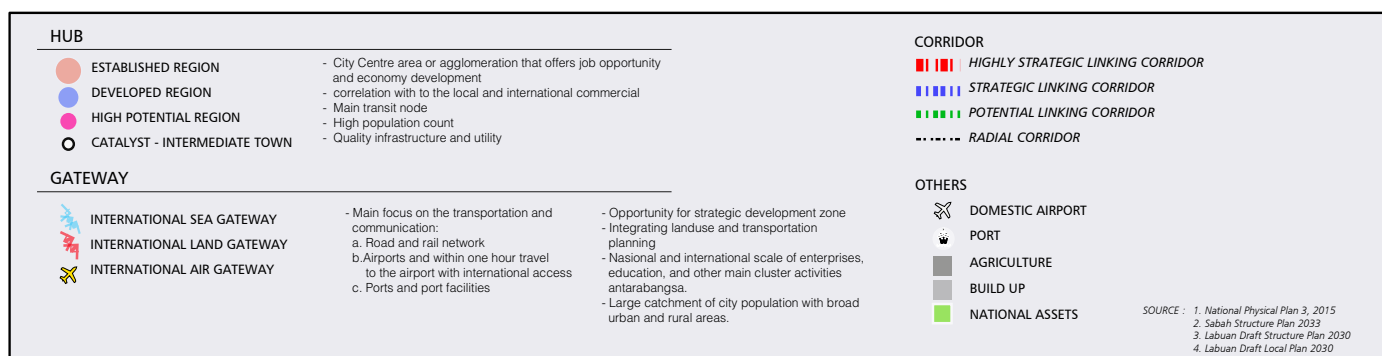 HUB
ESTABLISHED REGION
DEVELOPED REGION
HIGH POTENTIAL REGION
CATALYST - INTERMEDIATE TOWN
- City Centre area or agglomeration that offers job opportunity
and economy development
- correlation with to the local and international commercial
- Main transit node
- High population count
- Quality infrastructure and utility
GATEWAY
INTERNATIONAL SEA GATEWAY
INTERNATIONAL LAND GATEWAY
INTERNATIONAL AIR GATEWAY
- Main focus on the transportation and
communication:
a. Road and rail network
b.Airports and within one hour travel
to the airport with international access
c. Ports and port facilities
- Opportunity for strategic development zone
- Integrating landuse and transportation
planning
- Nasional and international scale of enterprises,
education, and other main cluster activities
antarabangsa.
- Large catchment of city population with broad
urban and rural areas.
CORRIDOR
HIGHLY STRATEGIC LINKING CORRIDOR
STRATEGIC LINKING CORRIDOR
POTENTIAL LINKING CORRIDOR
RADIAL CORRIDOR
OTHERS
DOMESTIC AIRPORT
PORT
AGRICULTURE
BUILD UP
NATIONAL ASSETS
SOURCE : 1. National Physical Plan 3, 2015
2. Sabah Structure Plan 2033
3. Labuan Draft Structure Plan 2030
4. Labuan Draft Local Plan 2030